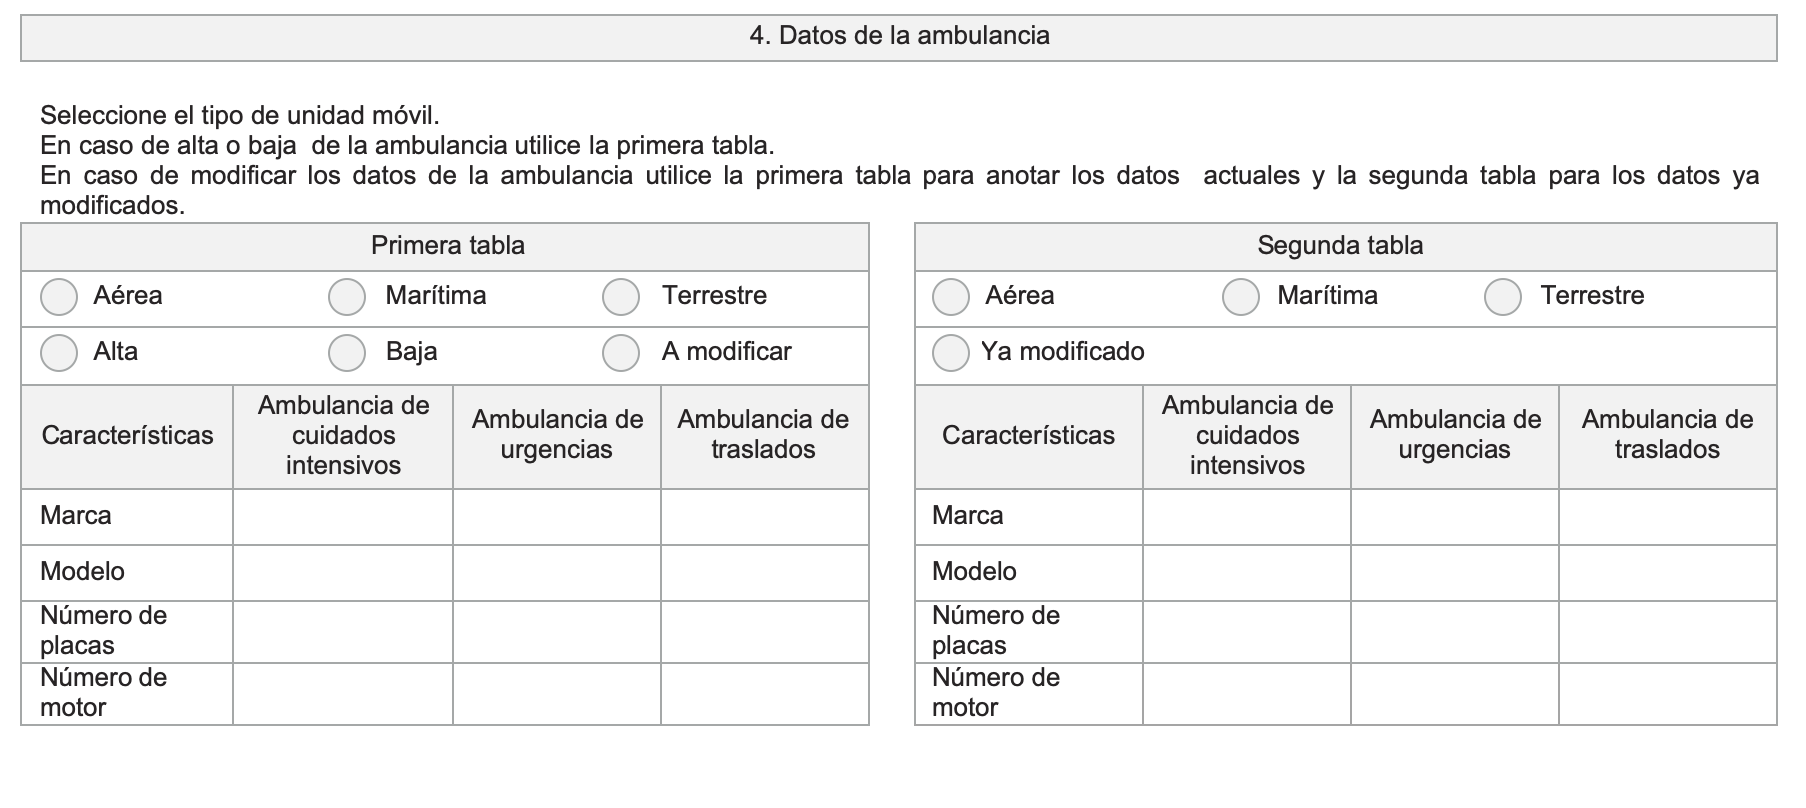 4. Datos de la ambulancia
Seleccione el tipo de unidad móvil.
En caso de alta o baja  de la ambulancia utilice la primera tabla.
En caso de modificar los datos de la ambulancia utilice la primera tabla para anotar los datos  actuales y la segunda tabla para los datos ya
modificados.
Primera tabla
Aérea Marítima Terrestre
Alta Baja A modificar
Características
Ambulancia de
cuidados
intensivos
Ambulancia de
urgencias
Ambulancia de
traslados
Marca
Modelo
Número de
placas
Número de
motor
Segunda tabla
Aérea Marítima Terrestre
Ya modificado
Características
Ambulancia de
cuidados
intensivos
Ambulancia de
urgencias
Ambulancia de
traslados
Marca
Modelo
Número de
placas
Número de
motor